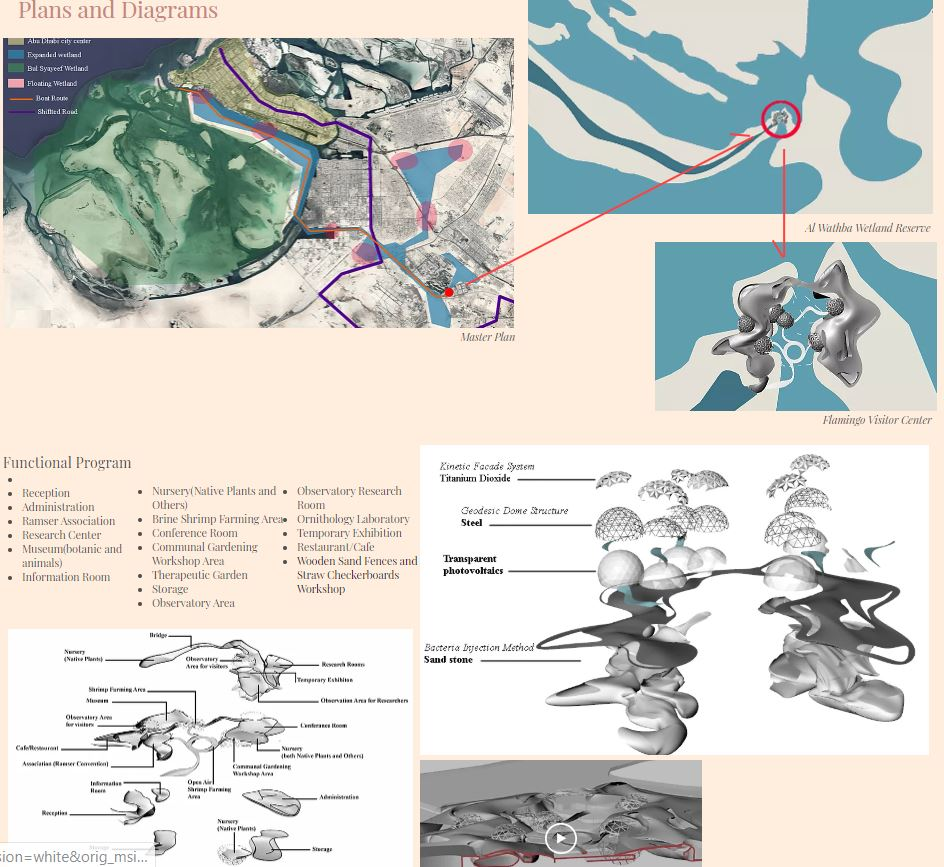 Plans and Diagrams
Abu Dhabi city center
Expanded wetland
Bul Syayeef Wetland
Floating Wetland
Boat Route
Shiftted Road
Master Plan
Al Wathba Wetland Reserve
Flamingo Visitor Center
Functional Program
Reception
Administration
Ramser Association
Research Center
Museum(botanic and
animals)
Information Room
Nursery(Native Plants and
Others)
Brine Shrimp Farming Area
Conference Room
Communal Gardening
Workshop Area
Therapeutic Garden
Storage
Observatory Area
Observatory Research
Room
Ornithology Laboratory
Temporary Exhibition
Restaurant/Cafe
Wooden Sand Fences and
Straw Checkerboards
Workshop
Kinetic Facade System
Titanium Dioxide
Geodesic Dome Structure
Steel
Transparent
photovoltaics
Bacteria Injection Method
Sand stone
Bridge
Nursery
(Native Plants)
Observatory
Area for visitors
Research Rooms
Temporary Exhibition
Observation Area for Researchers
Shrimp Farming Area
Museum
Observatory Area
for visitors
Conference Room
Cafe/Restaurant
Association (Ramser Convention)
Nursery
(both Native Plants and Others)
Communal Gardening
Workshop Area
Open Air
Shrimp Farming
Area
Information
Room
Reception
Administration
Nursery
(Native Plants)
Storage
Storage
sion=white&orig_msi...